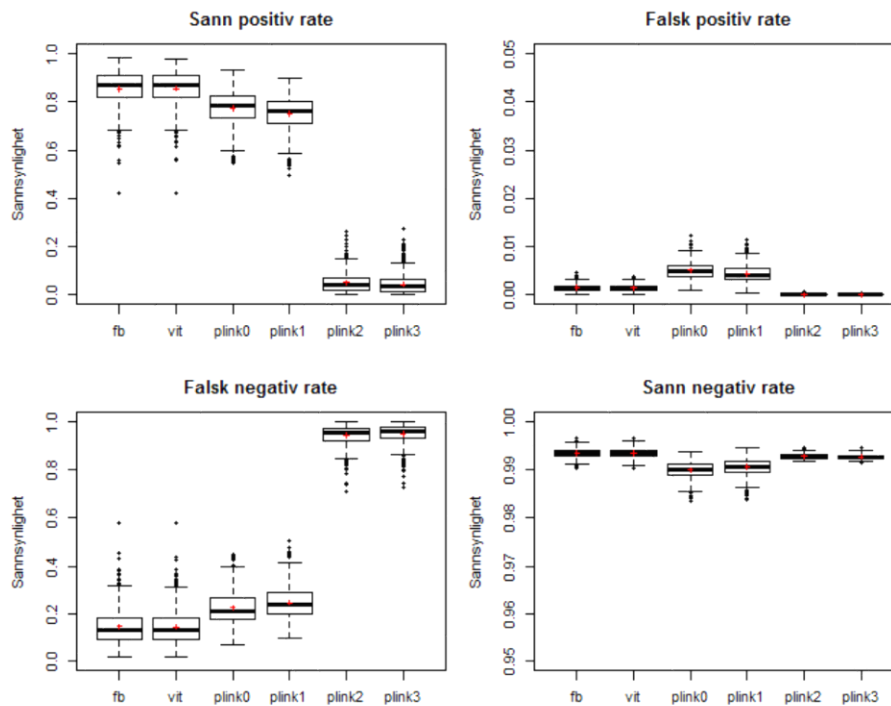 Sann positiv rate
Sannsynlighet
1.0
0.8
0.6
0.4
0.2
0.0
fb vit plink0 plink1 plink2 plink3
Falsk positiv rate
Sannsynlighet
0.05
0.04
0.03
0.02
0.01
0.00
fb vit plink0 plink1 plink2 plink3
Falsk negativ rate
Sannsynlighet
1.0
0.8
0.6
0.4
0.2
0.0
fb vit plink0 plink1 plink2 plink3
Sann negativ rate
Sannsynlighet
1.00
0.99
0.98
0.97
0.96
0.95
fb vit plink0 plink1 plink2 plink3